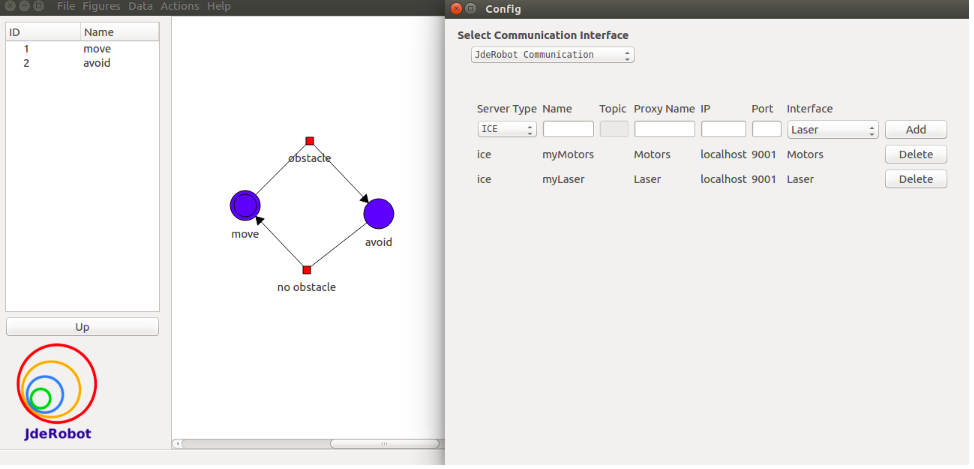 File Figures Data Actions Help
ID Name
1 move
2 avoid
obstacle
move
avoid
no obstacle
Up
JdeRobot
Config
Select Communication Interface
JdeRobot Communication
Server Type Name Topic Proxy Name IP Port Interface
ICE Laser Add
ice myMotors Motors localhost 9001 Motors Delete
ice myLaser Laser localhost 9001 Laser Delete